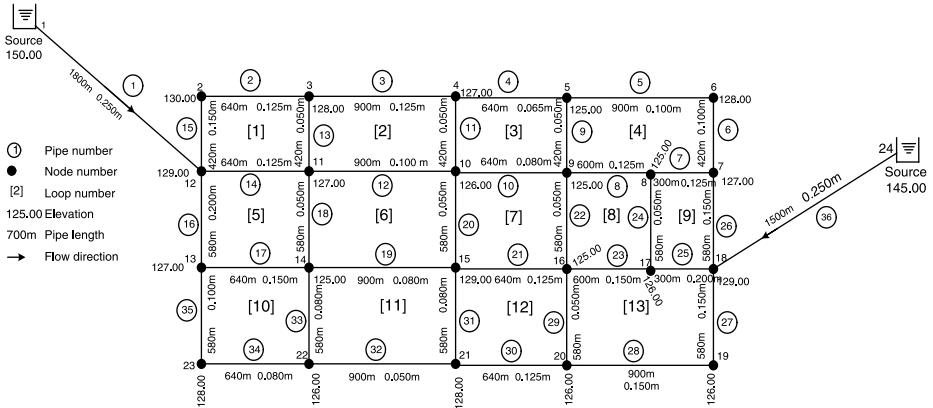 1
Source
150.00
1800m 0.250m
1
2
3
4
5
2
3
4
5
6
130.00
640m 0.125m
900m 0.125m
127.00
640m 0.065m
900m 0.100m
128.00
128.00
125.00
15
420m 0.150m
[1]
13
420m 0.050m
[2]
11
420m 0.050m
[3]
9
420m 0.050m
[4]
420m 0.100m
6
125.00
7
24
Source
145.00
1 Pipe number
Node number
[2] Loop number
125.00 Elevation
700m Pipe length
Flow direction
640m 0.125m
11
900m 0.100 m
10
640m 0.080m
9
600m 0.125m
8
300m 0.125m
7
129.00
12
14
127.00
12
126.00
10
125.00
8
127.00
1500m 0.250m
36
16
580m 0.200m
[5]
18
580m 0.050m
[6]
20
580m 0.050m
[7]
22
580m 0.050m
[8]
24
580m 0.050m
[9]
580m 0.150m
26
17
19
21
125.00
23
25
13
14
15
16
17
18
127.00
640m 0.150m
125.00
900m 0.080m
129.00
640m 0.125m
600m 0.150m
126.00
300m 0.200m
129.00
35
580m 0.100m
[10]
33
580m 0.080m
[11]
31
580m 0.080m
[12]
29
580m 0.050m
[13]
580m 0.150m
27
34
32
30
28
23
22
21
20
19
640m 0.080m
900m 0.050m
640m 0.125m
900m
0.150m
128.00
126.00
128.00
126.00
126.00